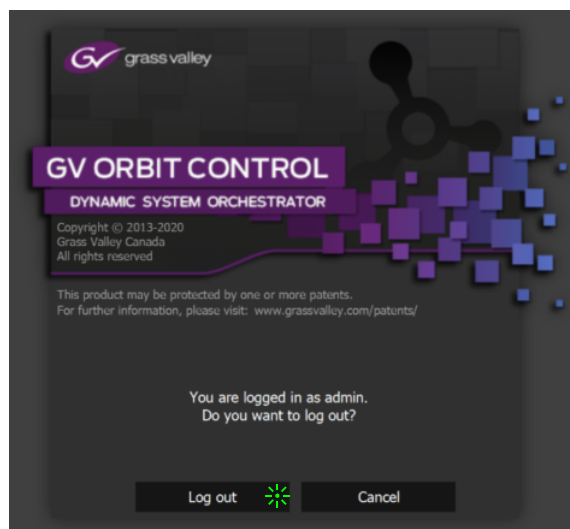 GV grass valley
GV ORBIT CONTROL
DYNAMIC SYSTEM ORCHESTRATOR
Copyright © 2013-2020
Grass Valley Canada
All rights reserved
This product may be protected by one or more patents.
For further information, please visit: www.grassvalley.com/patents/
You are logged in as admin.
Do you want to log out?
Log out
Cancel